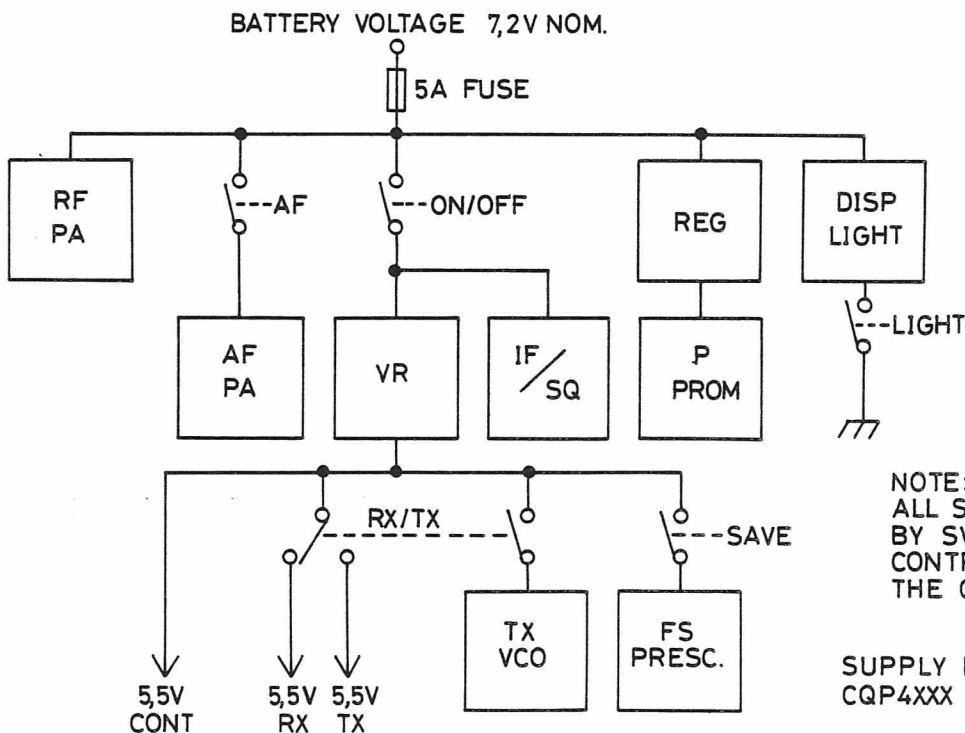 BATTERY VOLTAGE 7,2V NOM.
5A FUSE
RF
PA
AF
ON/OFF
REG
DISP
LIGHT
LIGHT
AF
PA
VR
IF/SQ
P
PROM
RX/TX
SAVE
NOTE:
ALL
BY
THE
TX
VCO
FS
PRESC.
5,5V
CONT
5,5V
RX
5,5V
TX
SUPPLY
CQP4XXX